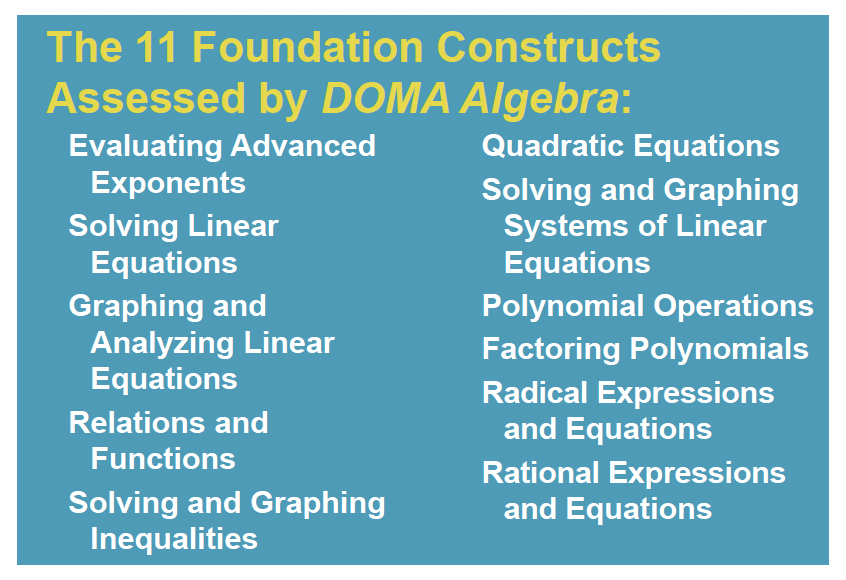 The 11 Foundation Constructs
Assessed by DOMA Algebra:
Evaluating Advanced
Exponents
Solving Linear
Equations
Graphing and
Analyzing Linear
Equations
Relations and
Functions
Solving and Graphing
Inequalities
Quadratic Equations
Solving and Graphing
Systems of Linear
Equations
Polynomial Operations
Factoring Polynomials
Radical Expressions
and Equations
Rational Expressions
and Equations